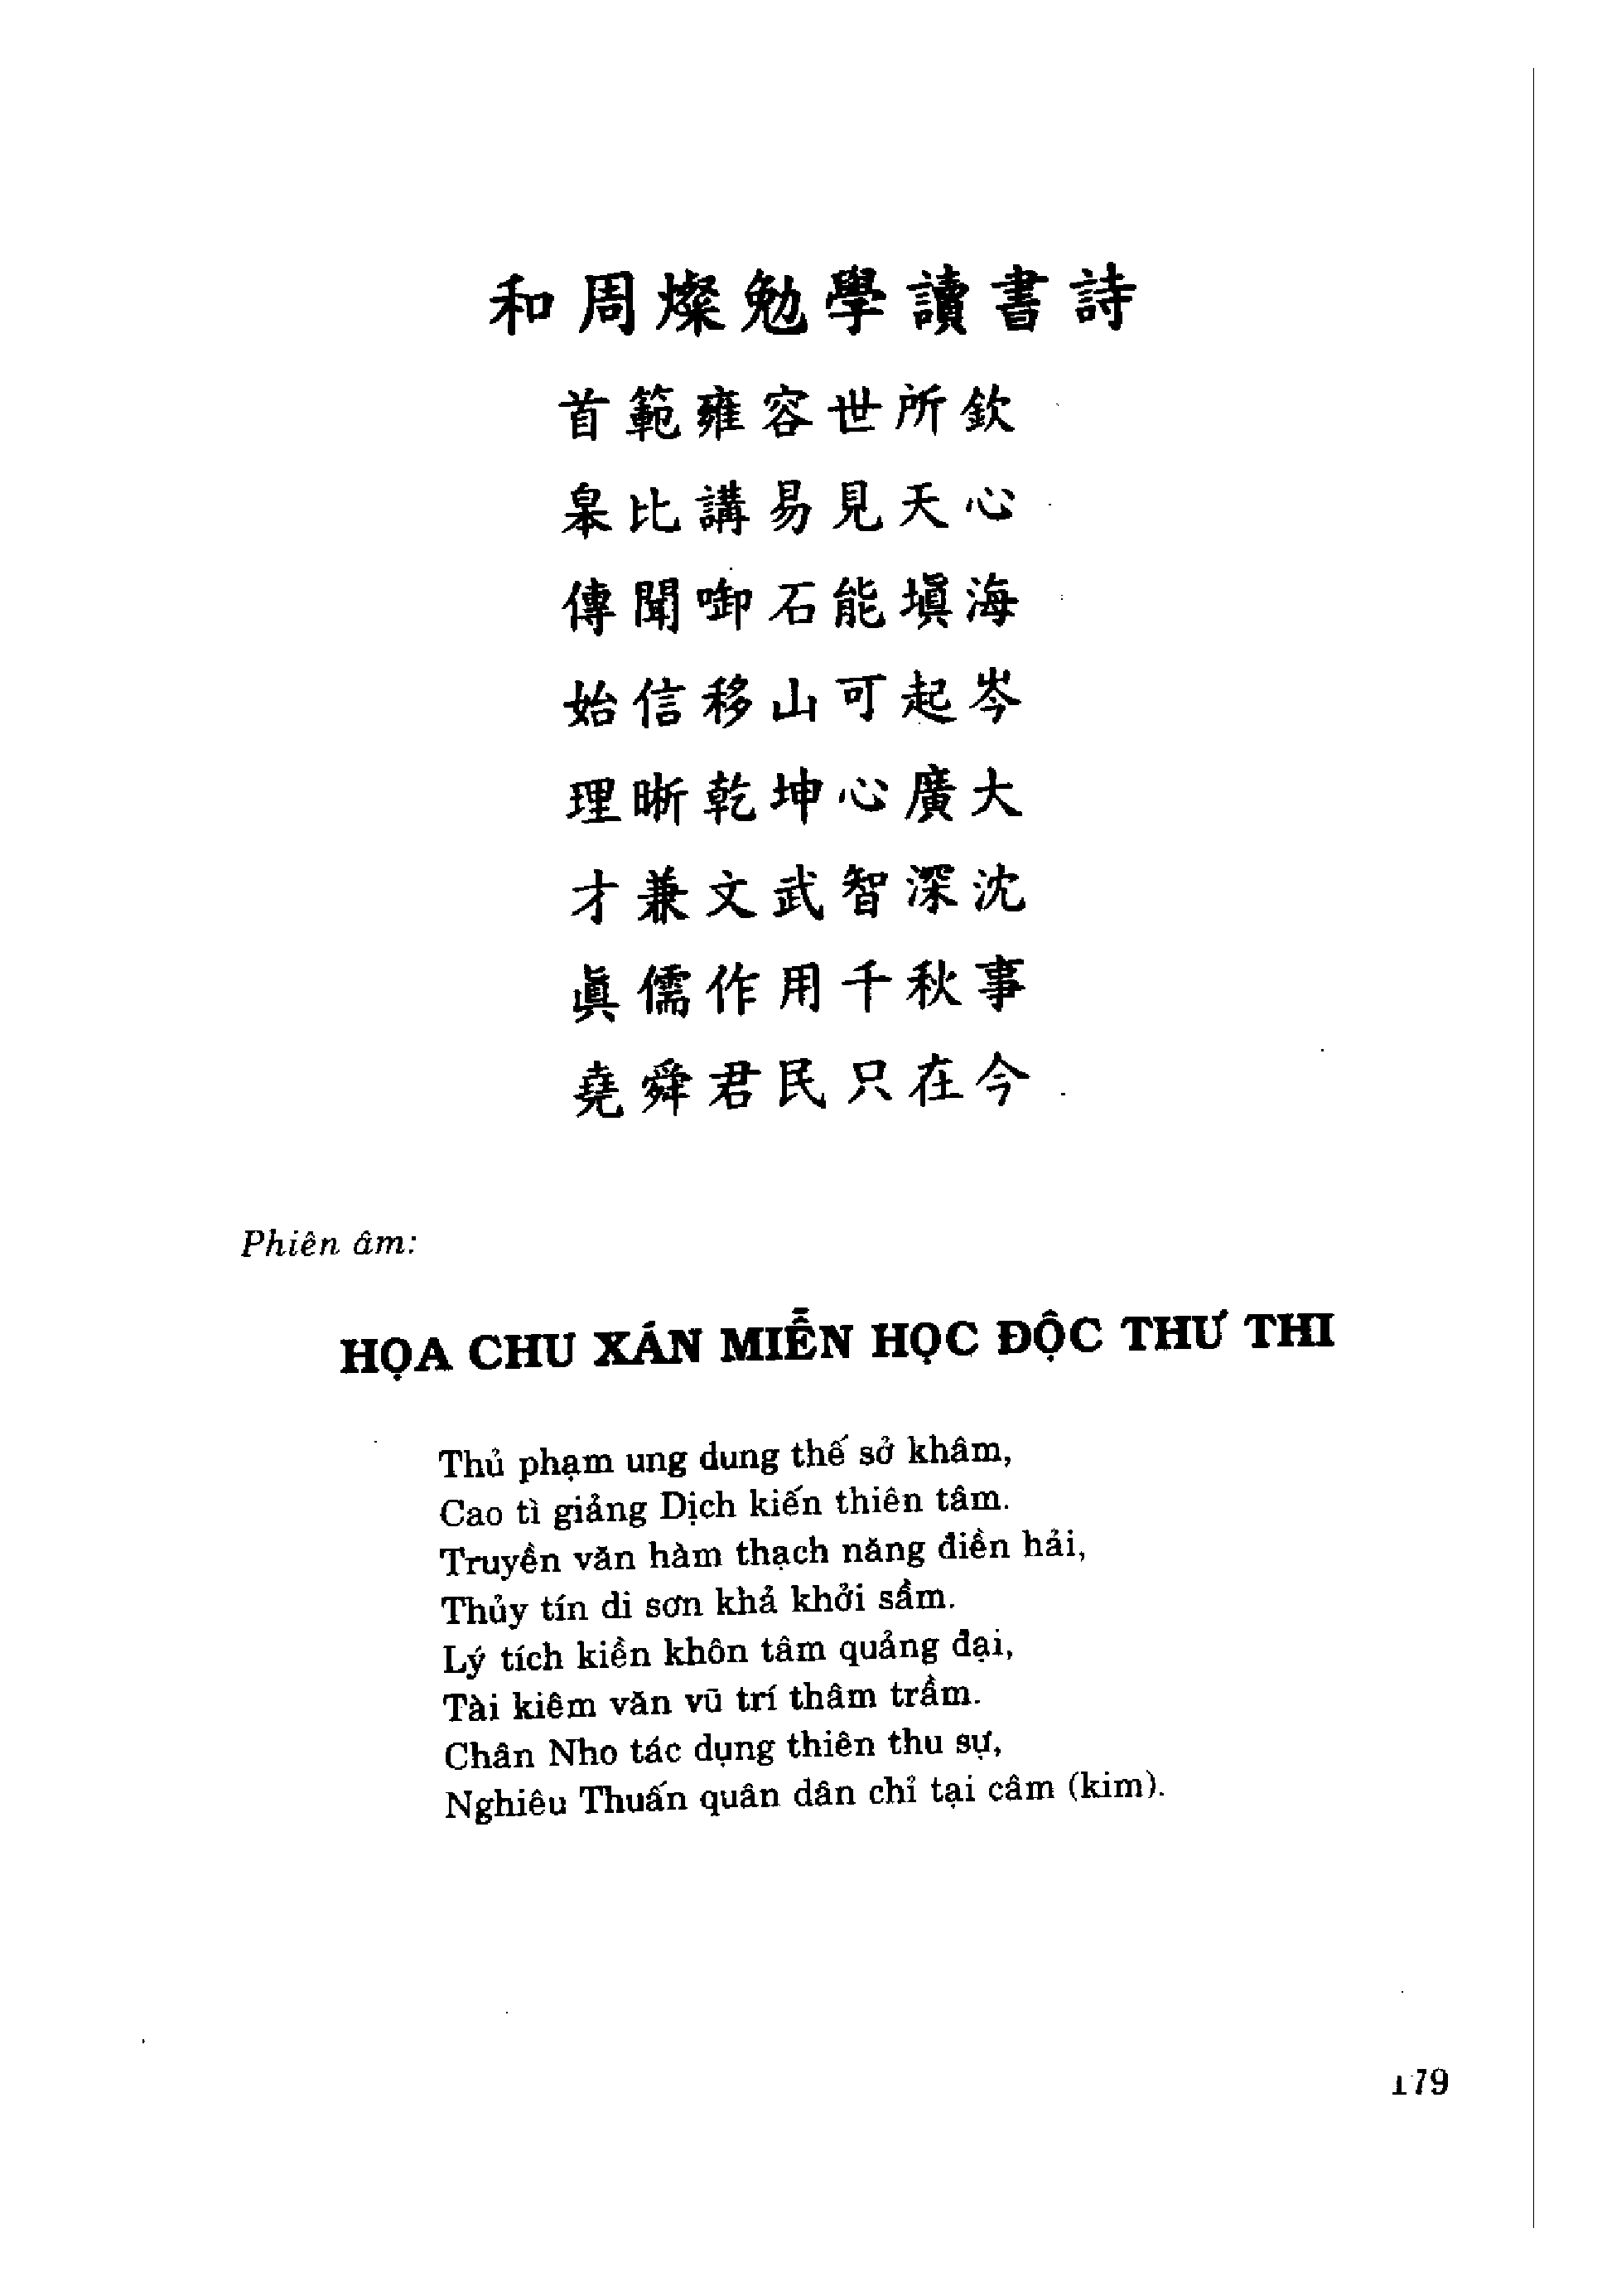 和周燦勉學讀書詩
首範雍容世所欽
皋比講易見天心
傳聞啣石能塡海
始信移山可起岑
理晰乾坤心廣大
才兼文武智深沈
眞儒作用千秋事
堯舜君民只在今
Phiên âm:
HỌA CHU XÁN MIỄN HỌC ĐỘC THƯ THI
Thủ phạm ung dung thế sở khâm,
Cao tì giảng Dịch kiến thiên tâm.
Truyền văn hàm thạch năng điền hải,
Thủy tín di sơn khả khởi sầm.
Lý tích kiền khôn tâm quảng đại,
Tài kiêm văn vũ trí thâm trầm.
Chân Nho tác dụng thiên thu sự,
Nghiêu Thuấn quân dân chỉ tại câm (kim).
179